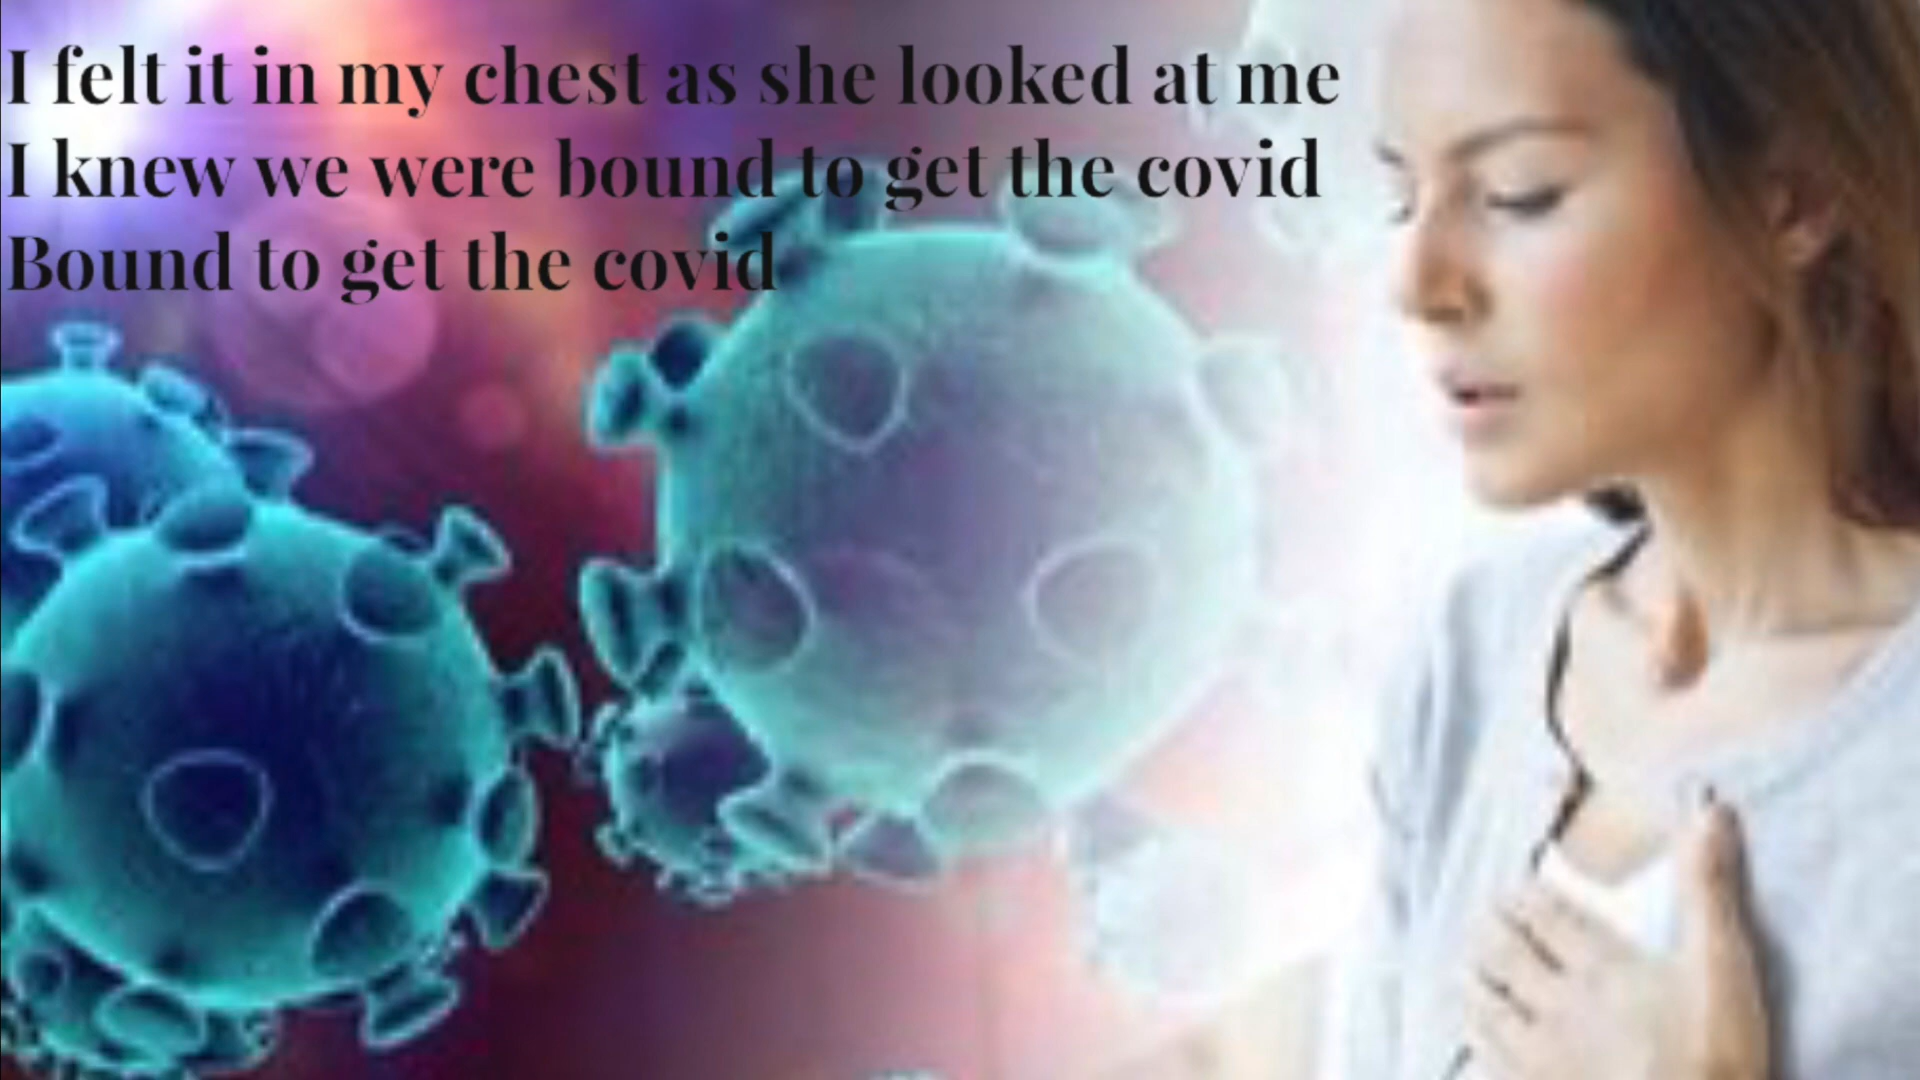 I felt it in my chest as she looked at me
I knew we were bound to get the covid
Bound to get the covid